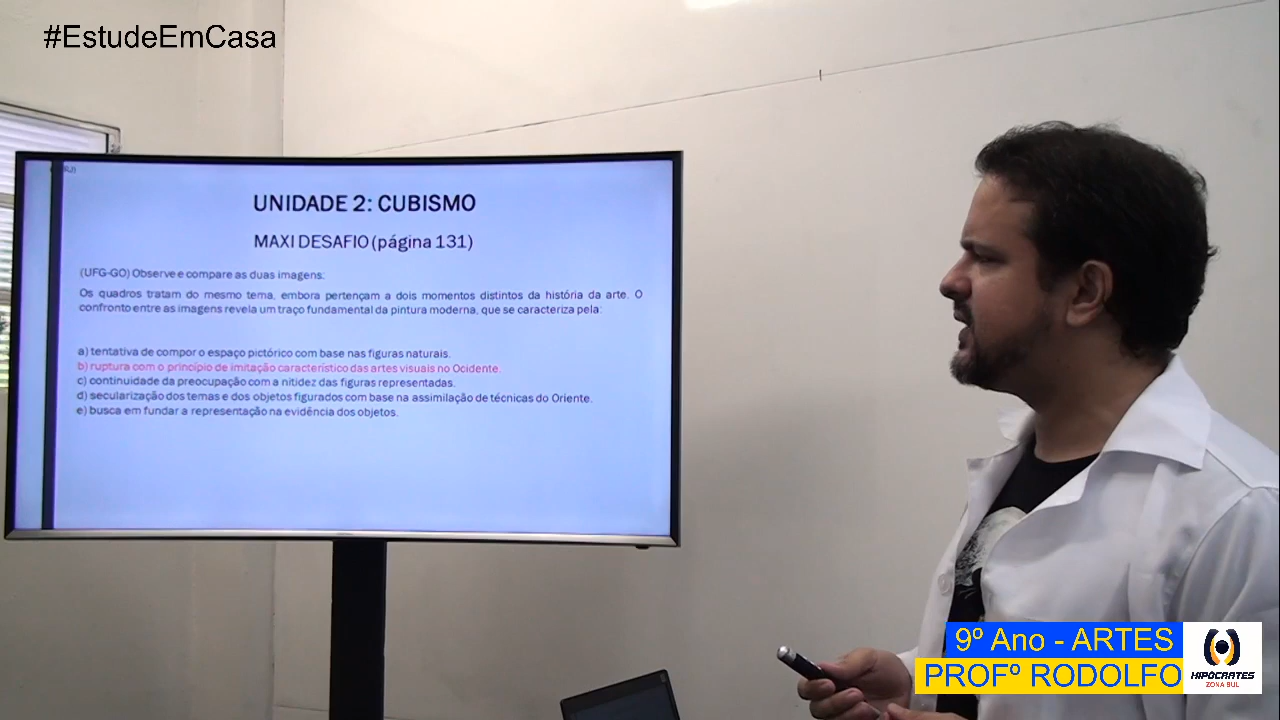 #EstudeEmCasa
UNIDADE 2: CUBISMO
MAXI DESAFIO (página 131)
(UFG-GO) Observe e compare as duas imagens:
Os quadros tratam do mesmo tema, embora pertençam a dois momentos distintos da história da arte. O
confronto entre as imagens revela um traço fundamental da pintura moderna, que se caracteriza pela:
a) tentativa de compor o espaço pictórico com base nas figuras naturais.
b) ruptura com o princípio de imitação característico das artes visuais no Ocidente.
c) continuidade da preocupação com a nitidez das figuras representadas.
d) secularização dos temas e dos objetos figurados com base na assimilação de técnicas do Oriente.
e) busca em fundar a representação na evidência dos objetos.
9º Ano - ARTES
PROFº RODOLFO
HIPÓCRATES
ZONA SUL